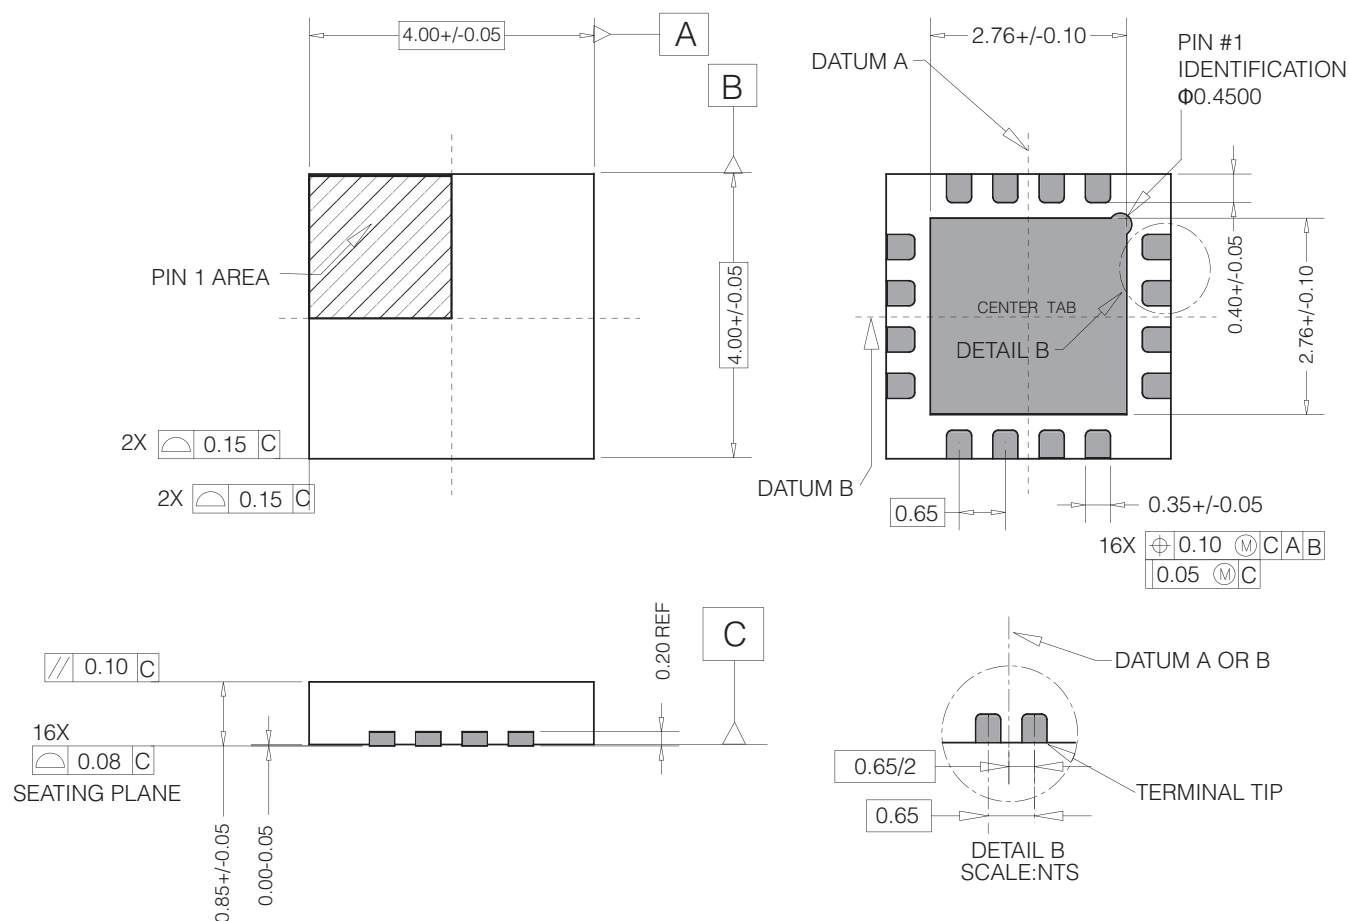 4.00+/-0.05
A
B
PIN 1 AREA
4.00+/-0.05
2X 0.15 C
2X 0.15 C
2.76+/-0.10
DATUM A
PIN #1
IDENTIFICATION
Φ0.4500
0.40+/-0.05
2.76+/-0.10
CENTER TAB
DETAIL B
DATUM B
0.65
0.35+/-0.05
16X ⌖ 0.10 Ⓜ C A B
0.05 Ⓜ C
// 0.10 C
16X
⌓ 0.08 C
SEATING PLANE
0.85+/-0.05
0.00-0.05
0.20 REF
C
DATUM A OR B
0.65/2
0.65
TERMINAL TIP
DETAIL B
SCALE:NTS